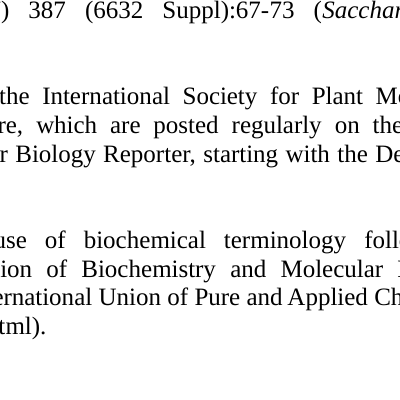 ) 387 (6632 Suppl):67-73 (Sacchar
the International Society for Plant M
re, which are posted regularly on the
r Biology Reporter, starting with the De
use of biochemical terminology foll
ion of Biochemistry and Molecular
ernational Union of Pure and Applied Ch
tml).